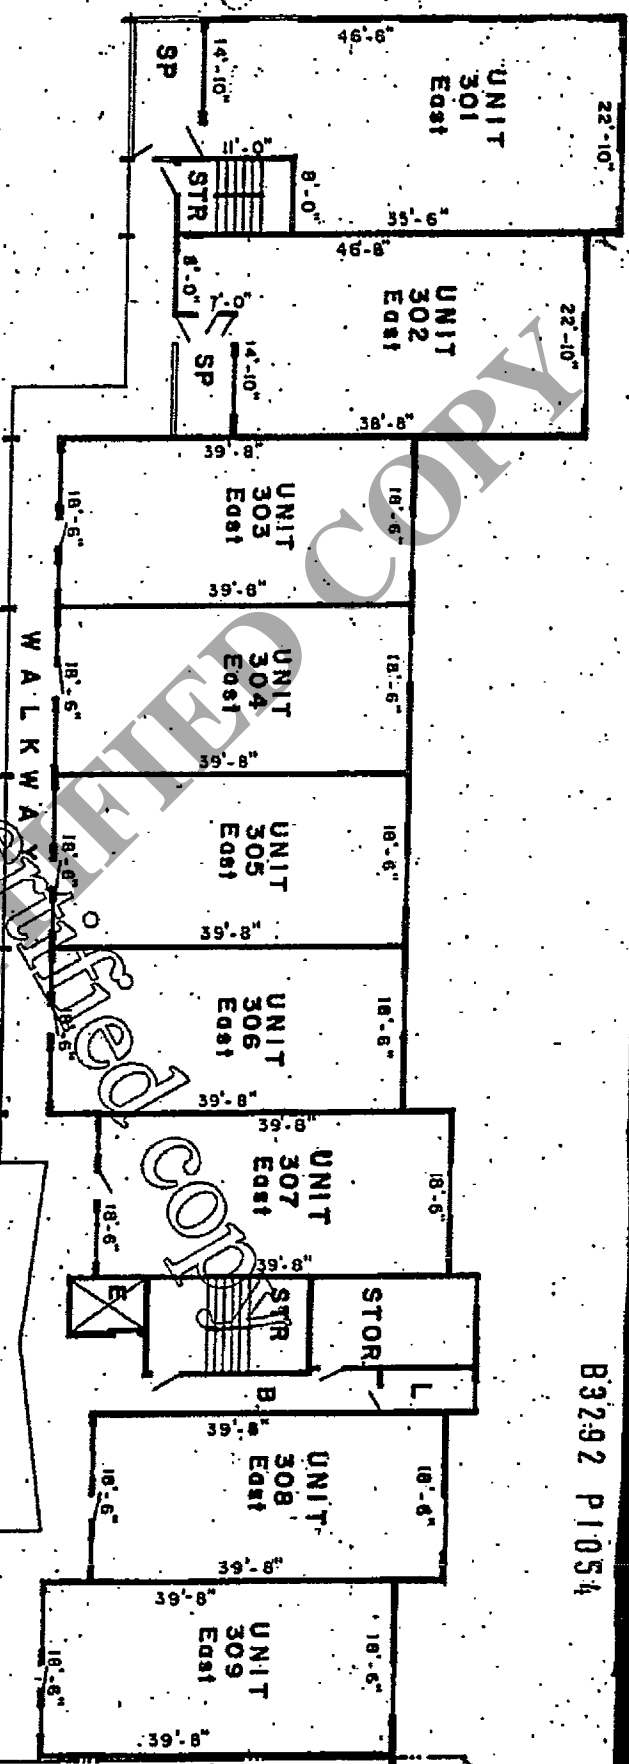 46'-6"
SP
14'-10"
UNIT
301
East
22'-10"
11'-0"
8'-0"
STR
35'-6"
46'-8"
8'-0"
7'-0"
UNIT
302
East
22'-10"
SP
14'-10"
38'-8"
39'-8"
18'-6"
UNIT
303
East
18'-6"
39'-8"
WALKWAY
18'-6"
UNIT
304
East
18'-6"
39'-8"
18'-6"
UNIT
305
East
18'-6"
39'-8"
18'-6"
UNIT
306
East
18'-6"
39'-8"
39'-8"
UNIT
307
East
18'-6"
18'-6"
39'-8"
E
STR
STOR
B
L
B3292 P1054
39'-8"
18'-6"
UNIT
308
East
18'-6"
39'-8"
39'-8"
18'-6"
UNIT
309
East
18'-6"
39'-8"
IFIED COPY
erified copy